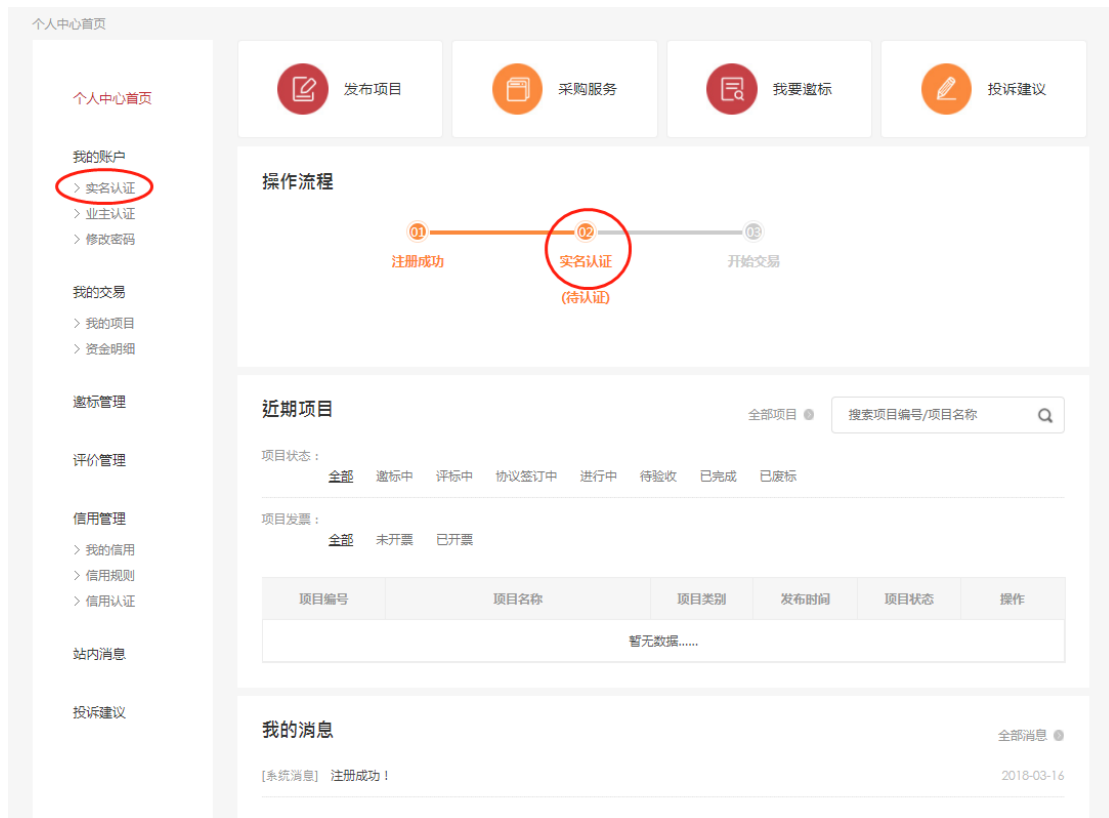 个人中心首页
个人中心首页
我的账户
> 实名认证
> 业主认证
> 修改密码
我的交易
> 我的项目
> 资金明细
邀标管理
评价管理
信用管理
> 我的信用
> 信用规则
> 信用认证
站内消息
投诉建议
发布项目 采购服务 我要邀标 投诉建议
操作流程
01 02 03
注册成功 实名认证 开始交易
(待认证)
近期项目 全部项目 搜索项目编号/项目名称
项目状态：
全部 邀标中 评标中 协议签订中 进行中 待验收 已完成 已废标
项目发票：
全部 未开票 已开票
项目编号 项目名称 项目类别 发布时间 项目状态 操作
暂无数据......
我的消息 全部消息
[系统消息] 注册成功！ 2018-03-16